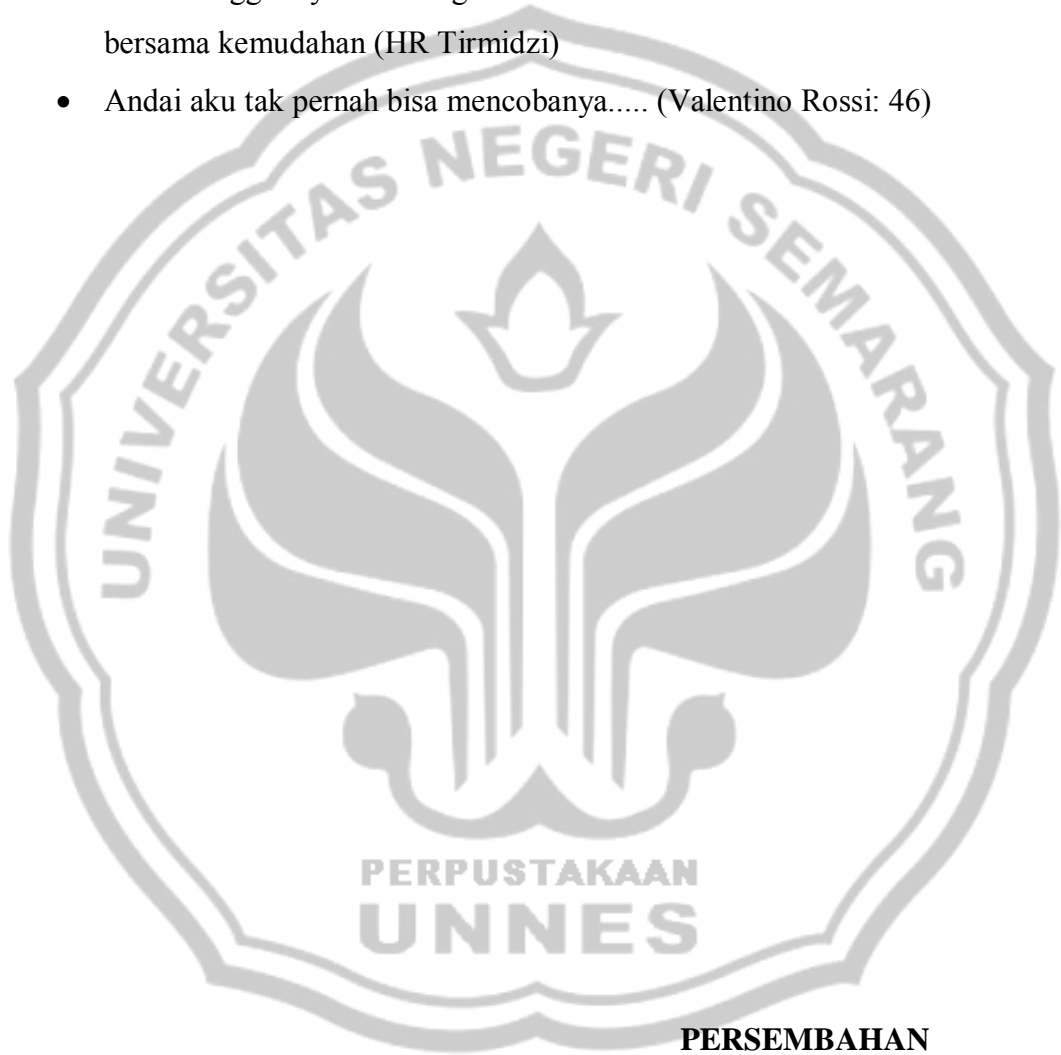 bersama kemudahan (HR Tirmidzi)
• Andai aku tak pernah bisa mencobanya..... (Valentino Rossi: 46)
UNIVERSITAS NEGERI SEMARANG
PERPUSTAKAAN
UNNES
PERSEMBAHAN